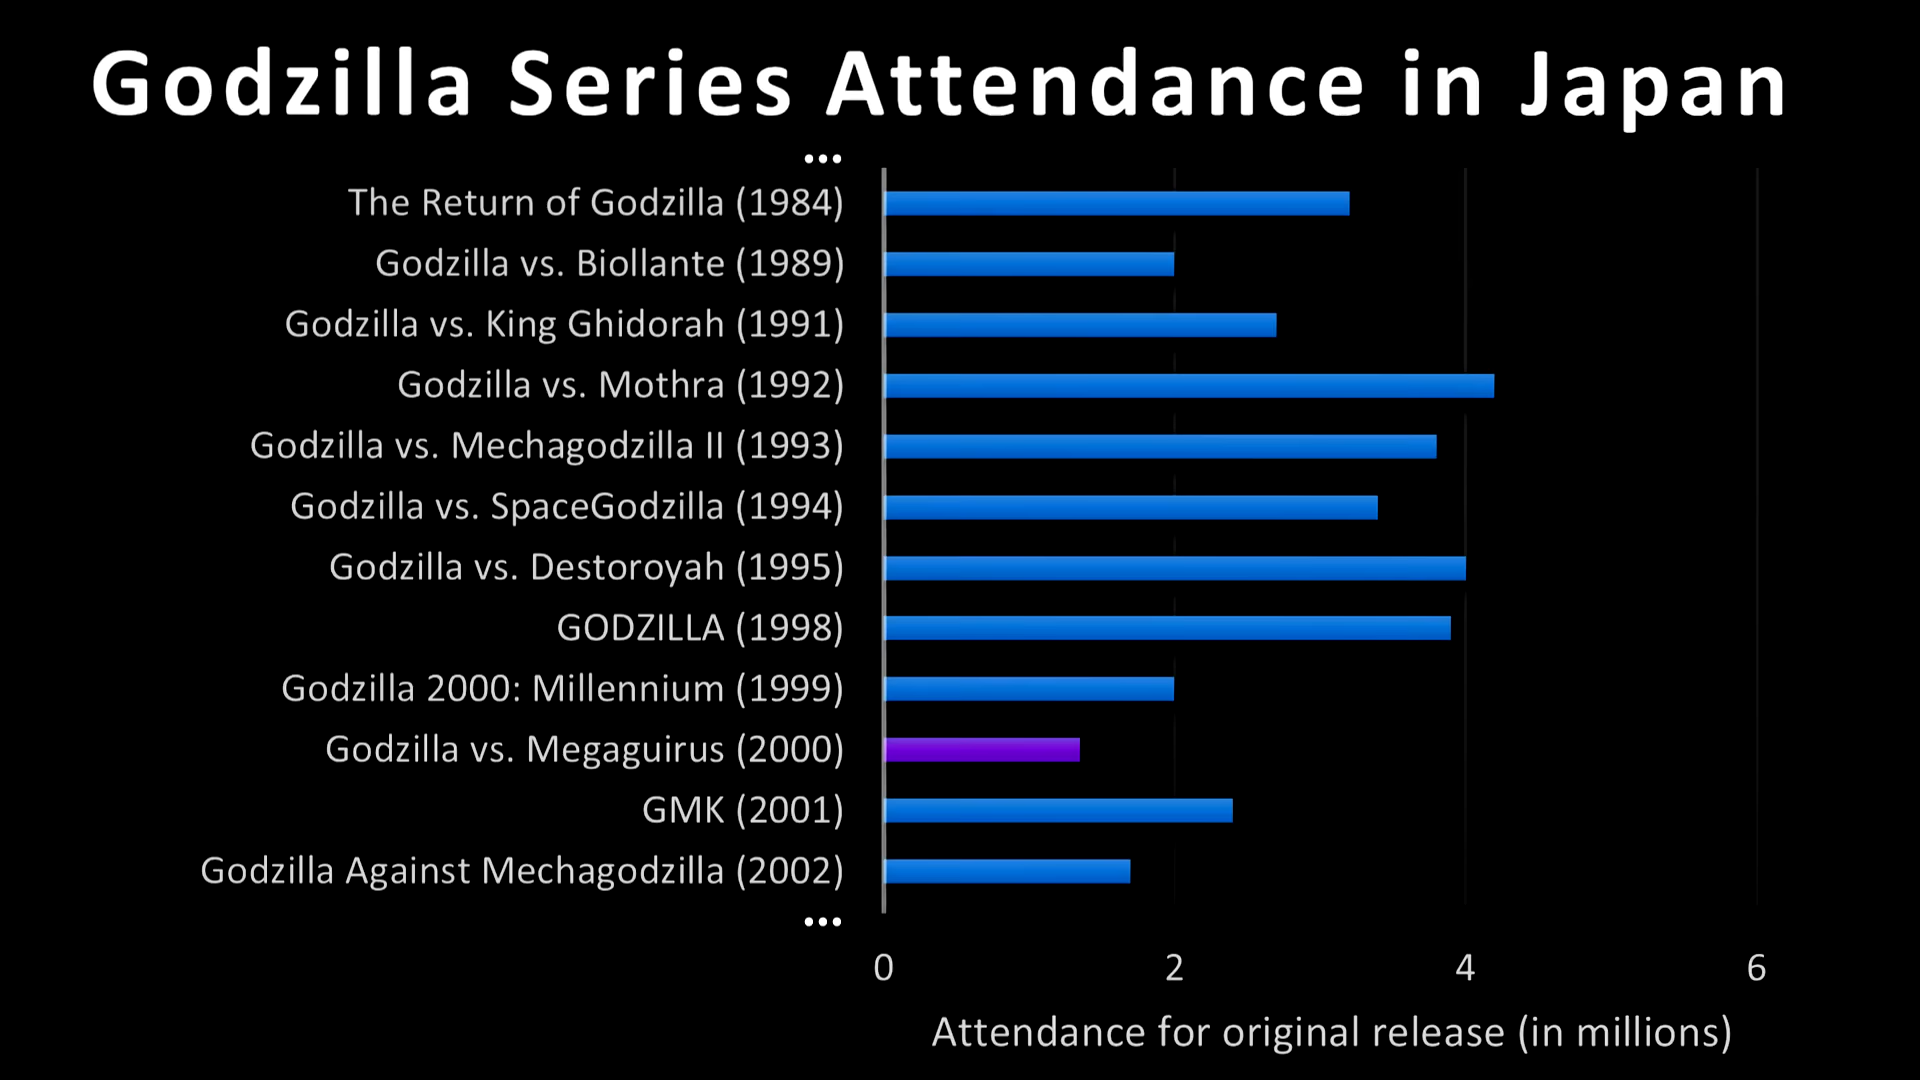 Godzilla Series Attendance in Japan
...
The Return of Godzilla (1984)
Godzilla vs. Biollante (1989)
Godzilla vs. King Ghidorah (1991)
Godzilla vs. Mothra (1992)
Godzilla vs. Mechagodzilla II (1993)
Godzilla vs. SpaceGodzilla (1994)
Godzilla vs. Destoroyah (1995)
GODZILLA (1998)
Godzilla 2000: Millennium (1999)
Godzilla vs. Megaguirus (2000)
GMK (2001)
Godzilla Against Mechagodzilla (2002)
...
0 2 4 6
Attendance for original release (in millions)